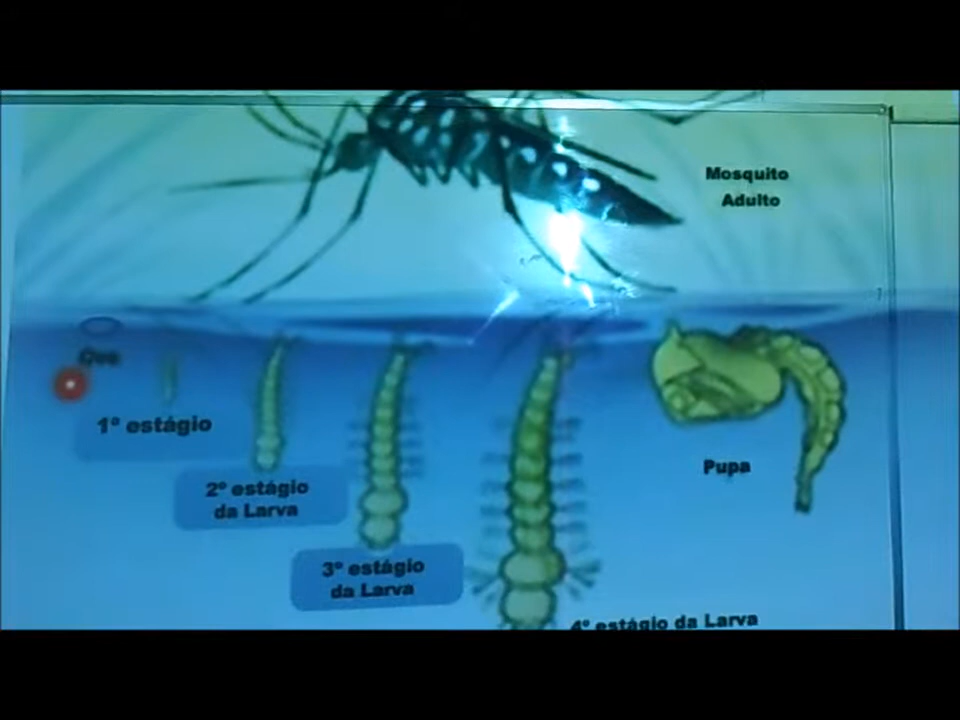 Mosquito
Adulto
Ovo
1º estágio
2º estágio
da Larva
3º estágio
da Larva
Pupa
4º estágio da Larva